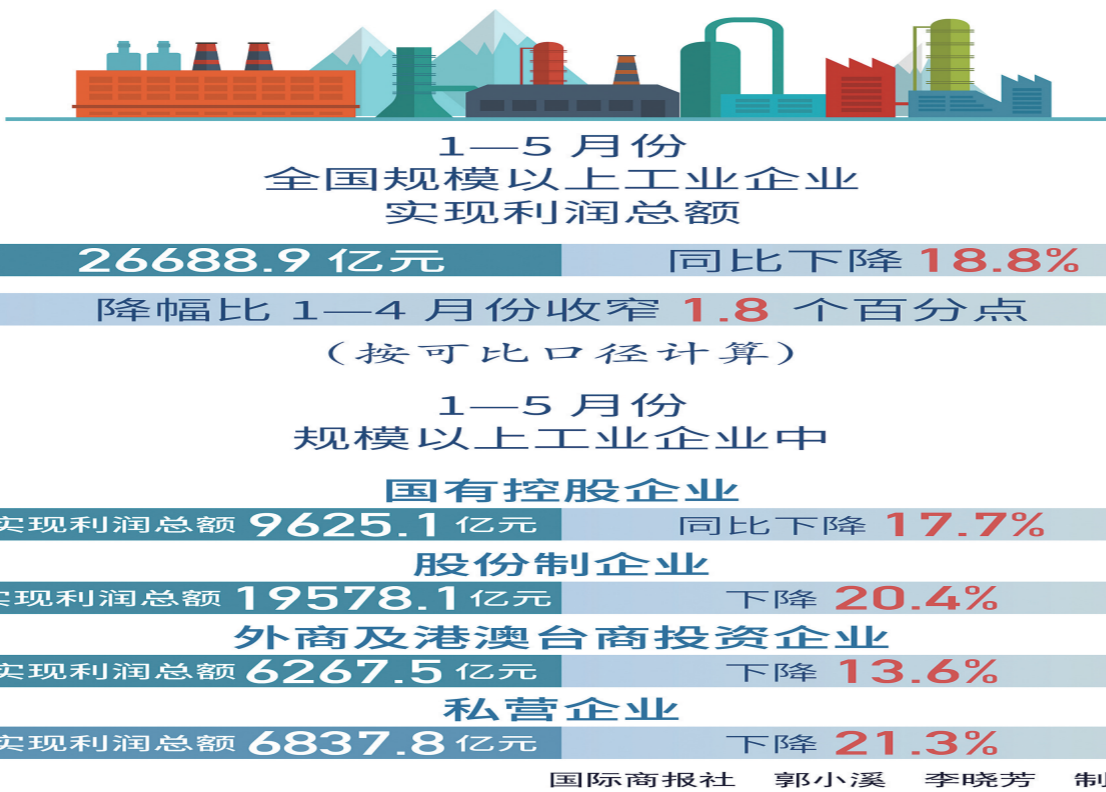 1—5 月份
全国规模以上工业企业
实现利润总额
26688.9 亿元 同比下降 18.8%
降幅比 1—4 月份收窄 1.8 个百分点
（按可比口径计算）
1—5 月份
规模以上工业企业中
国有控股企业
实现利润总额 9625.1 亿元 同比下降 17.7%
股份制企业
实现利润总额 19578.1 亿元 下降 20.4%
外商及港澳台商投资企业
实现利润总额 6267.5 亿元 下降 13.6%
私营企业
实现利润总额 6837.8 亿元 下降 21.3%
国际商报社 郭小溪 李晓芳 制